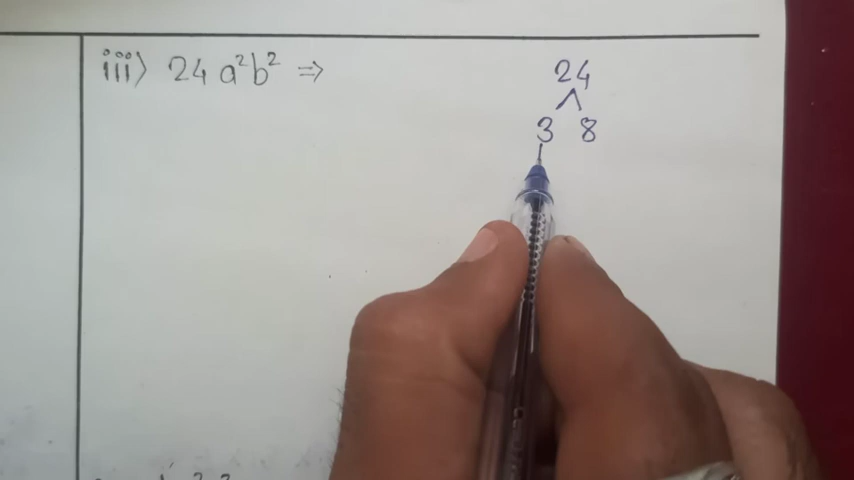 iii) 24 a²b² ⇒
24
3 8